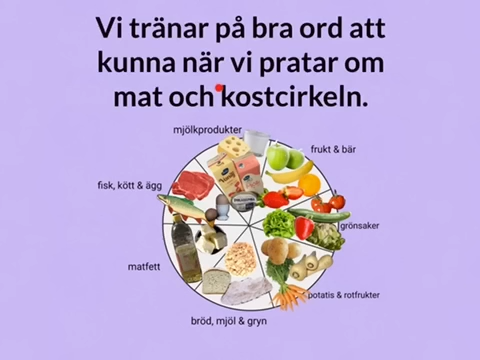 Vi tränar på bra ord att
kunna när vi pratar om
mat och kostcirkeln.
mjölkprodukter
frukt & bär
fisk, kött & ägg
grönsaker
matfett
potatis & rotfrukter
bröd, mjöl & gryn